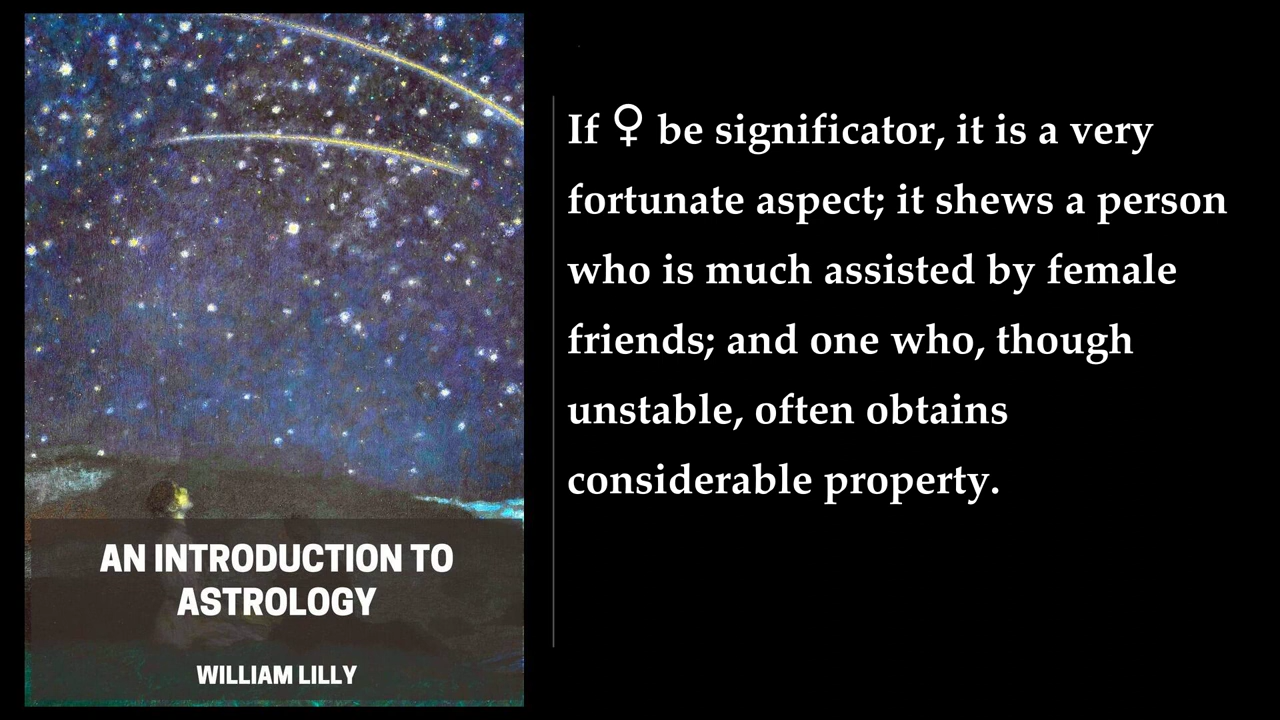 AN INTRODUCTION TO
ASTROLOGY
WILLIAM LILLY
If ♀ be significator, it is a very
fortunate aspect; it shews a person
who is much assisted by female
friends; and one who, though
unstable, often obtains
considerable property.